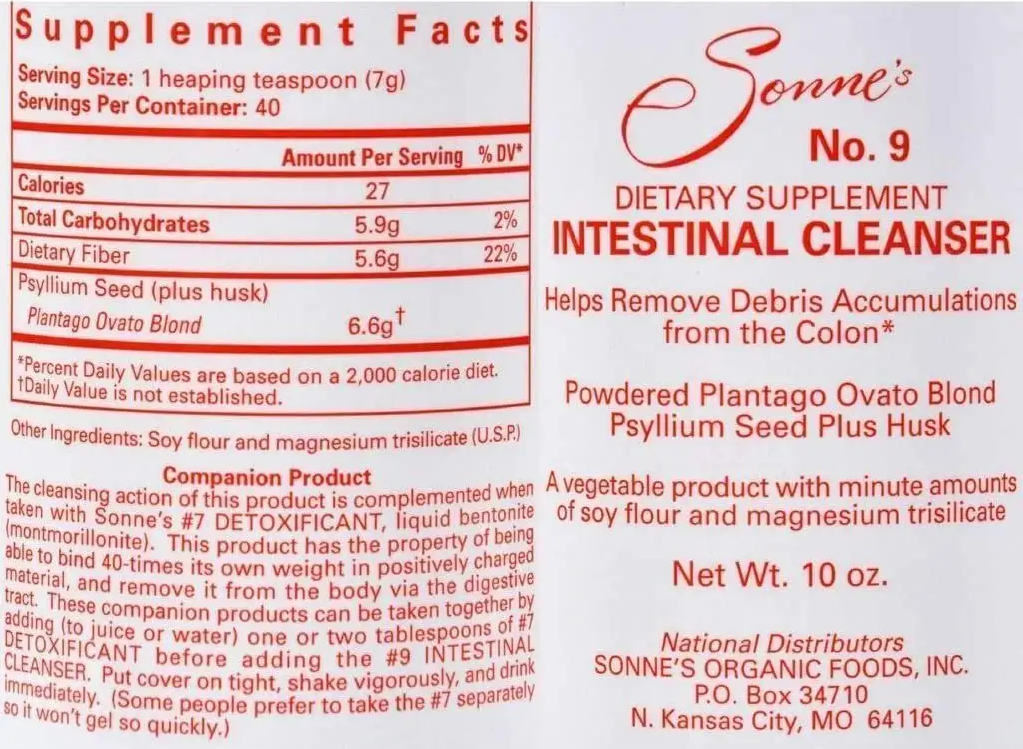 Supplement Facts
Serving Size: 1 heaping teaspoon (7g)
Servings Per Container: 40
Amount Per Serving % DV*
Calories 27
Total Carbohydrates 5.9g 2%
Dietary Fiber 5.6g 22%
Psyllium Seed (plus husk)
Plantago Ovato Blond 6.6g†
*Percent Daily Values are based on a 2,000 calorie diet.
†Daily Value is not established.
Other Ingredients: Soy flour and magnesium trisilicate (U.S.P.)
Companion Product
The cleansing action of this product is complemented when
taken with Sonne's #7 DETOXIFICANT, liquid bentonite
(montmorillonite). This product has the property of being
able to bind 40-times its own weight in positively charged
material, and remove it from the body via the digestive
tract. These companion products can be taken together by
adding (to juice or water) one or two tablespoons of #7
DETOXIFICANT before adding the #9 INTESTINAL
CLEANSER. Put cover on tight, shake vigorously, and drink
immediately. (Some people prefer to take the #7 separately
so it won't gel so quickly.)
Sonne's
No. 9
DIETARY SUPPLEMENT
INTESTINAL CLEANSER
Helps Remove Debris Accumulations
from the Colon*
Powdered Plantago Ovato Blond
Psyllium Seed Plus Husk
A vegetable product with minute amounts
of soy flour and magnesium trisilicate
Net Wt. 10 oz.
National Distributors
SONNE'S ORGANIC FOODS, INC.
P.O. Box 34710
N. Kansas City, MO 64116